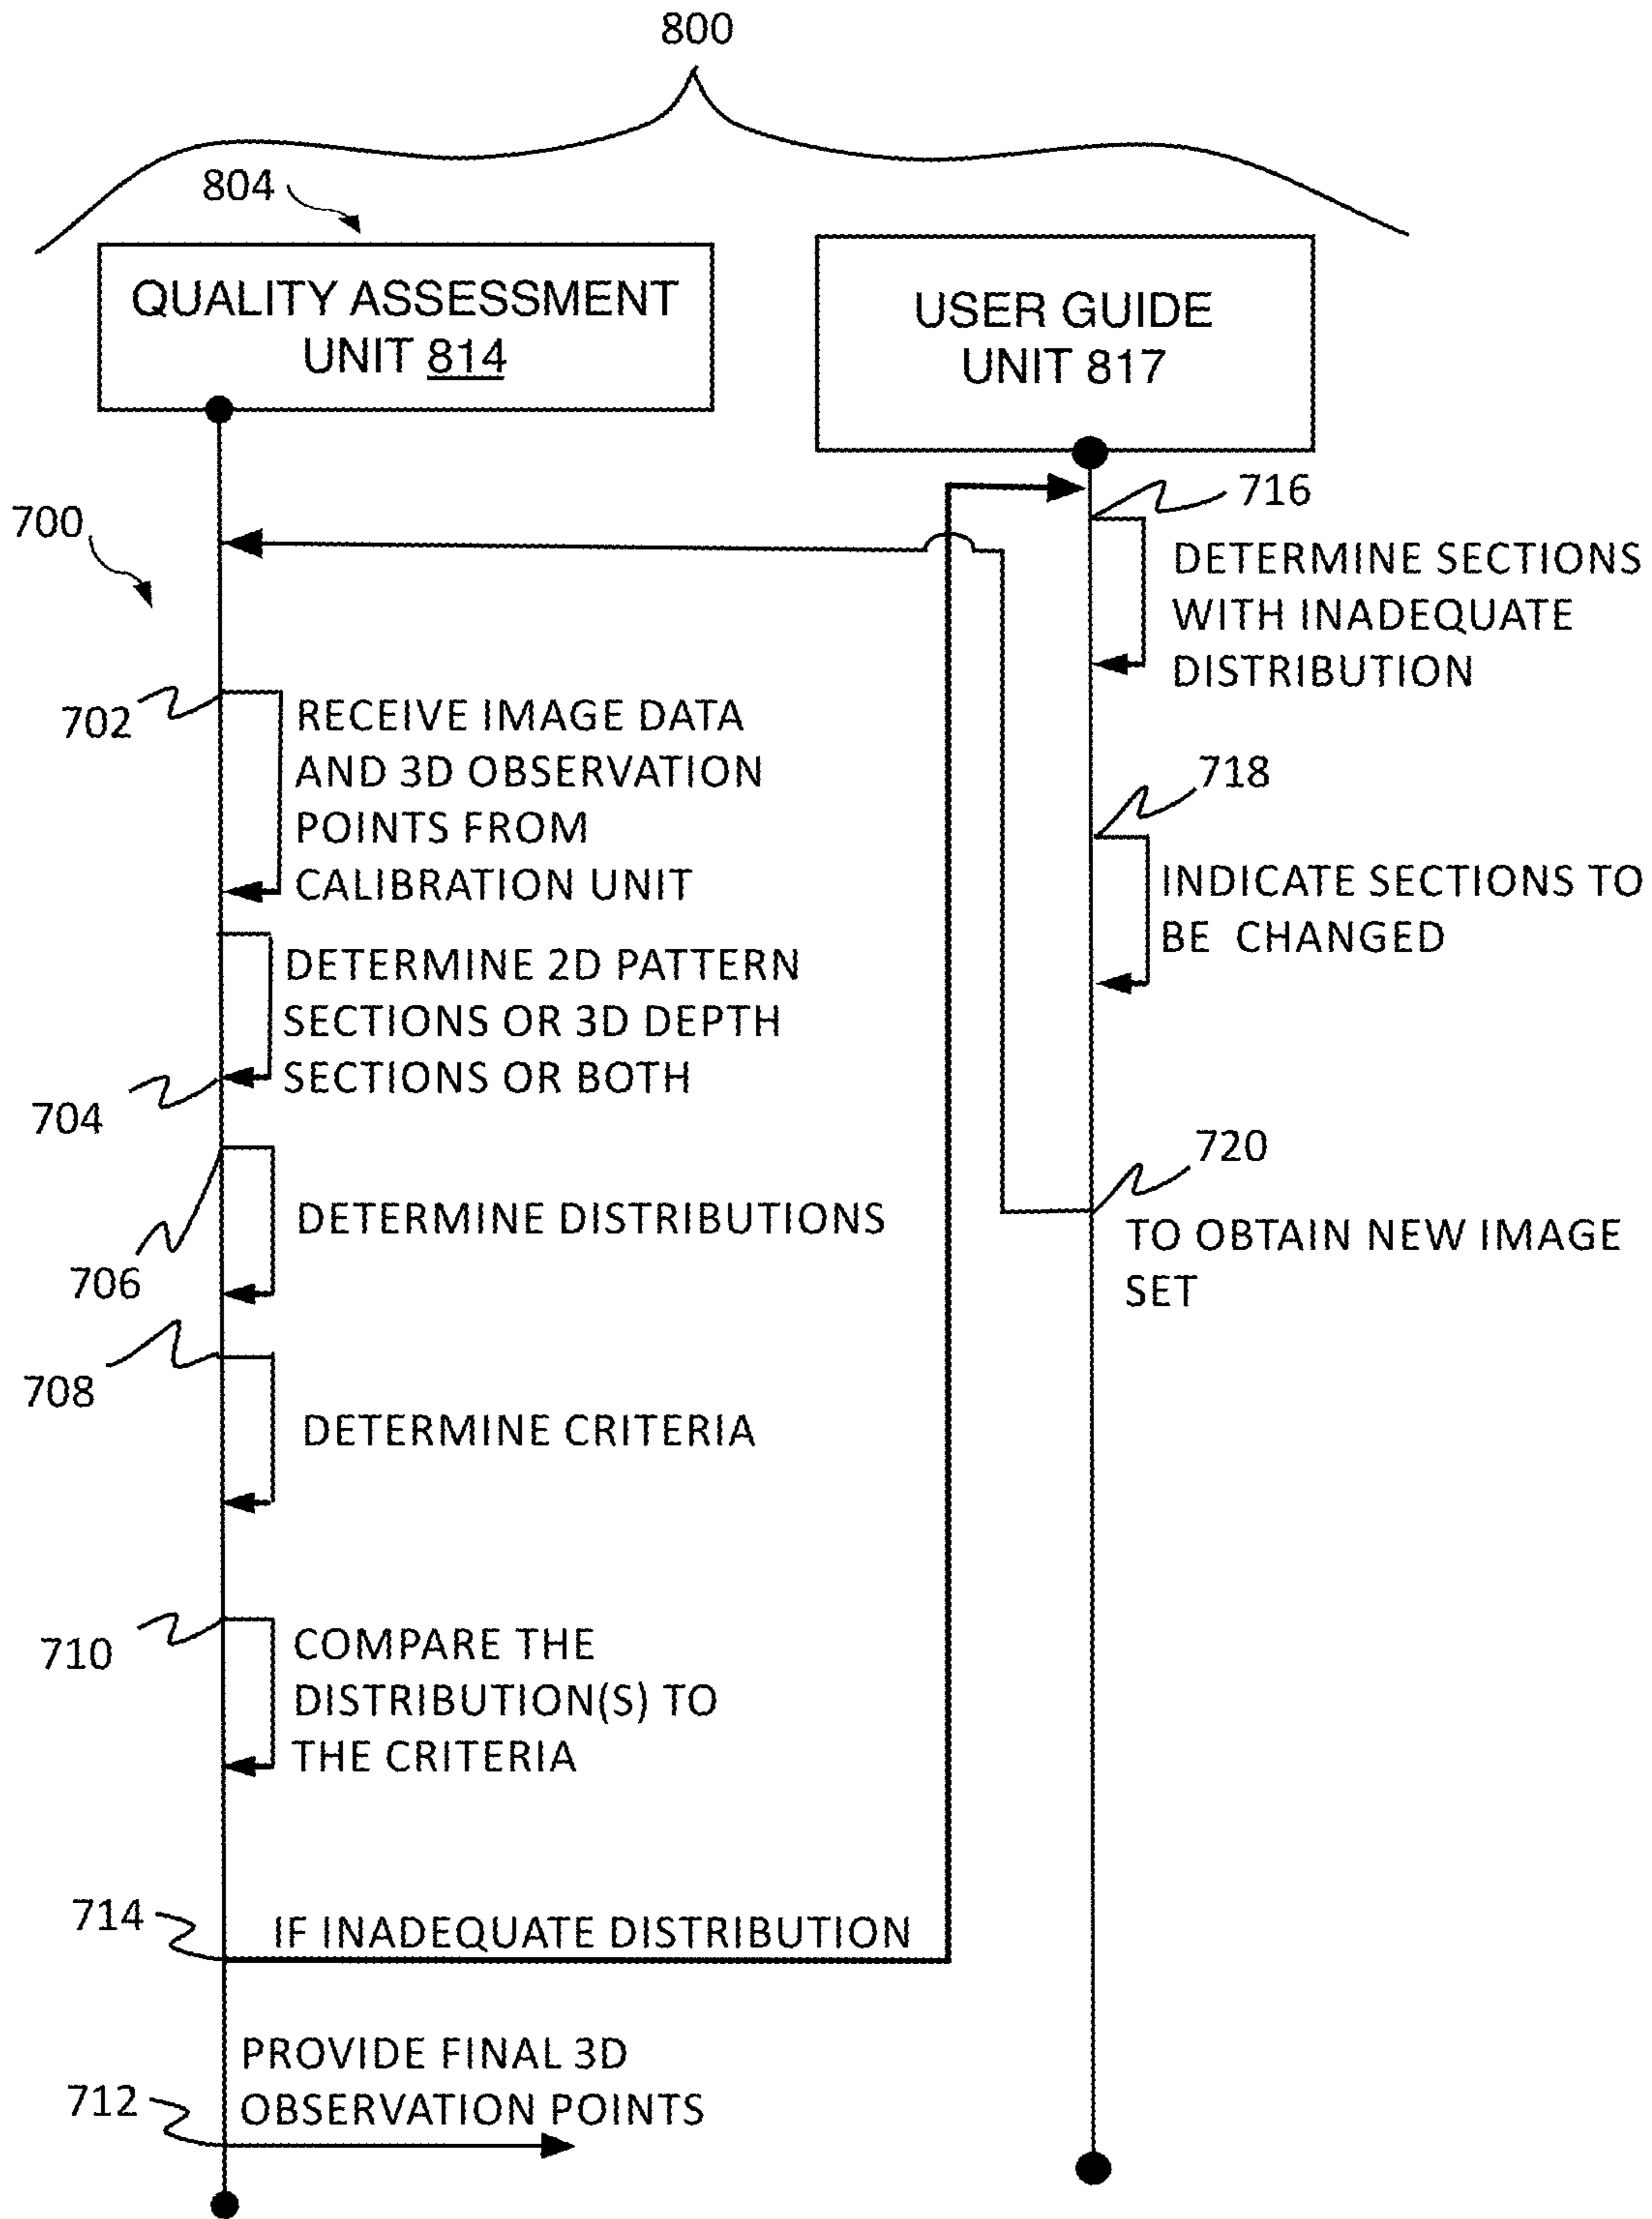 800
804
QUALITY ASSESSMENT
UNIT 814
USER GUIDE
UNIT 817
700
716
DETERMINE SECTIONS
WITH INADEQUATE
DISTRIBUTION
702
RECEIVE IMAGE DATA
AND 3D OBSERVATION
POINTS FROM
CALIBRATION UNIT
718
INDICATE SECTIONS TO
BE CHANGED
DETERMINE 2D PATTERN
SECTIONS OR 3D DEPTH
SECTIONS OR BOTH
704
720
TO OBTAIN NEW IMAGE
SET
DETERMINE DISTRIBUTIONS
706
708
DETERMINE CRITERIA
710
COMPARE THE
DISTRIBUTION(S) TO
THE CRITERIA
714
IF INADEQUATE DISTRIBUTION
PROVIDE FINAL 3D
OBSERVATION POINTS
712